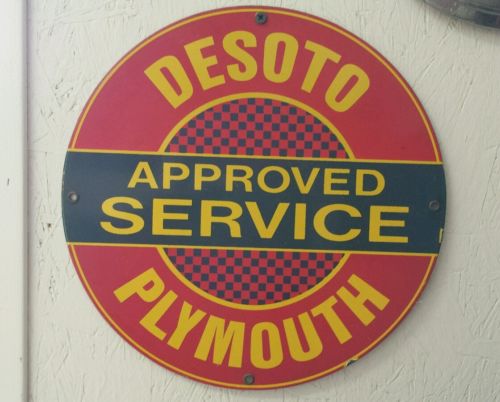 DESOTO
APPROVED
SERVICE
PLYMOUTH